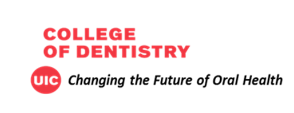 COLLEGE
OF DENTISTRY
UIC Changing the Future of Oral Health